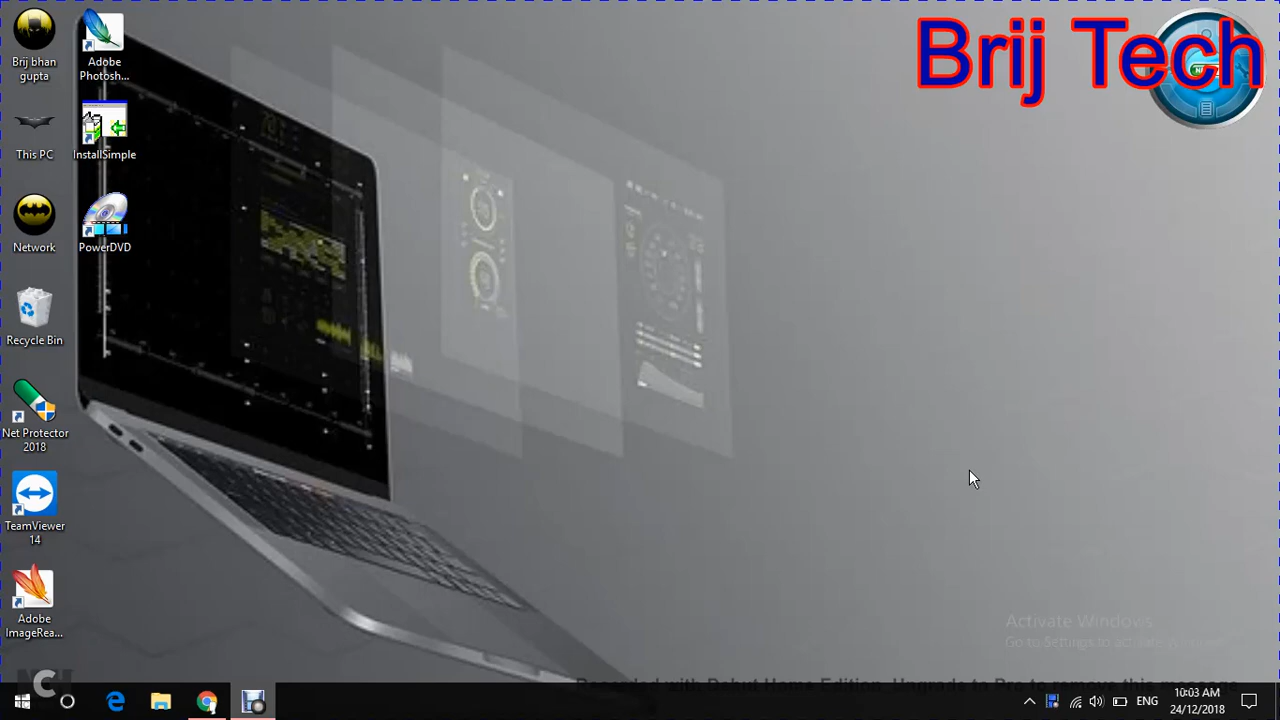 Brij Tech
Brij bhan
gupta
Adobe
Photosh...
This PC
InstallSimple
Network
PowerDVD
Recycle Bin
Net Protector
2018
TeamViewer
14
Adobe
ImageRea...
Activate Windows
Go to Settings to activate Windows.
Recorded with Debut Home Edition. Upgrade to Pro to remove this message
NCH
ENG
10:03 AM
24/12/2018